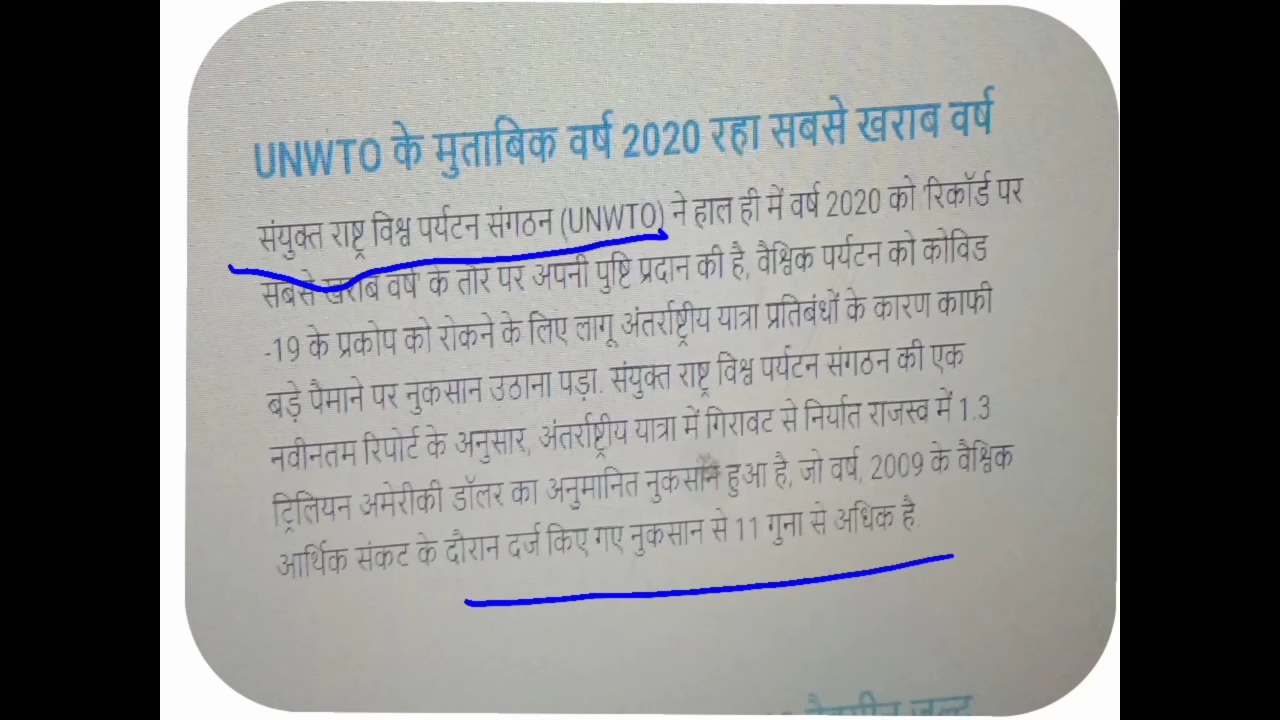 UNWTO के मुताबिक वर्ष 2020 रहा सबसे खराब वर्ष
संयुक्त राष्ट्र विश्व पर्यटन संगठन (UNWTO) ने हाल ही में वर्ष 2020 को रिकॉर्ड पर
सबसे खराब वर्ष के तौर पर अपनी पुष्टि प्रदान की है, वैश्विक पर्यटन को कोविड
-19 के प्रकोप को रोकने के लिए लागू अंतर्राष्ट्रीय यात्रा प्रतिबंधों के कारण काफी
बड़े पैमाने पर नुकसान उठाना पड़ा. संयुक्त राष्ट्र विश्व पर्यटन संगठन की एक
नवीनतम रिपोर्ट के अनुसार, अंतर्राष्ट्रीय यात्रा में गिरावट से निर्यात राजस्व में 1.3
ट्रिलियन अमेरीकी डॉलर का अनुमानित नुकसान हुआ है, जो वर्ष, 2009 के वैश्विक
आर्थिक संकट के दौरान दर्ज किए गए नुकसान से 11 गुना से अधिक है.